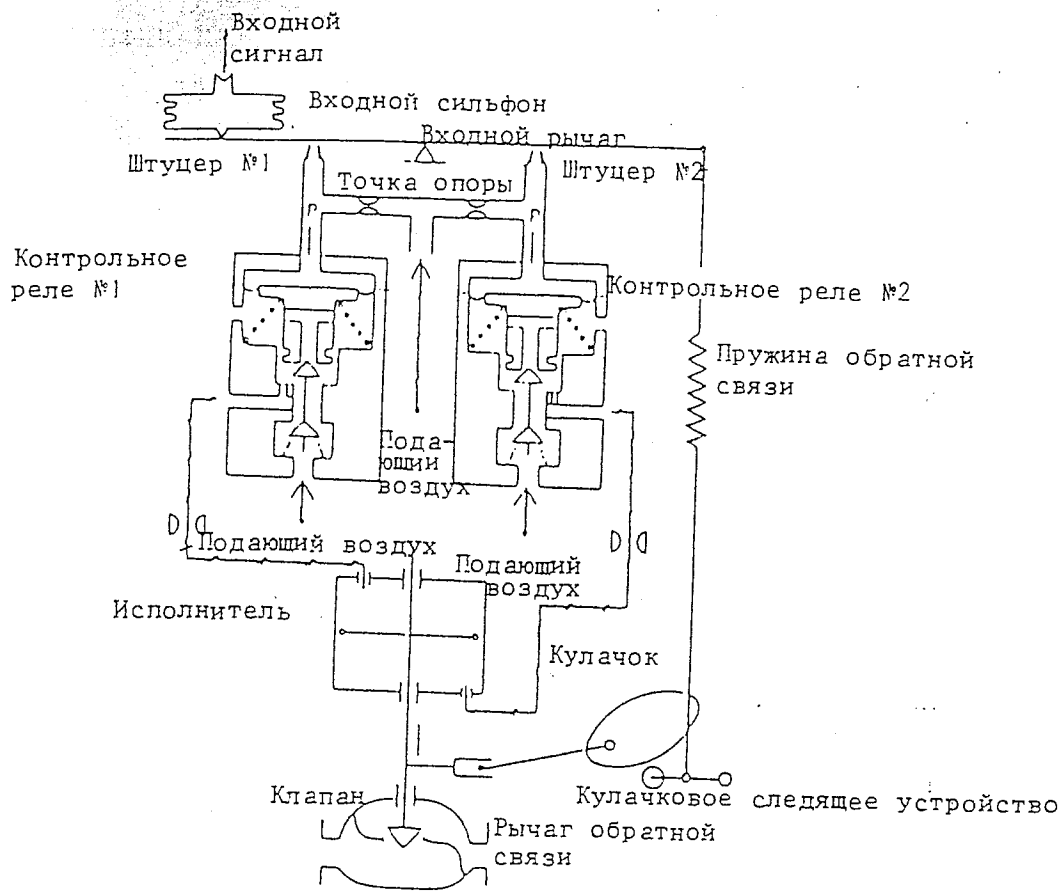 Входной
сигнал
Входной сильфон
Входной рычаг
Штуцер №1
Штуцер №2
Точка опоры
Контрольное
реле №1
Контрольное реле №2
Пружина обратной
связи
Пода-
ющий
воздух
Подающий воздух
Подающий
воздух
Исполнитель
Кулачок
Клапан
Кулачковое следящее устройство
Рычаг обратной
связи